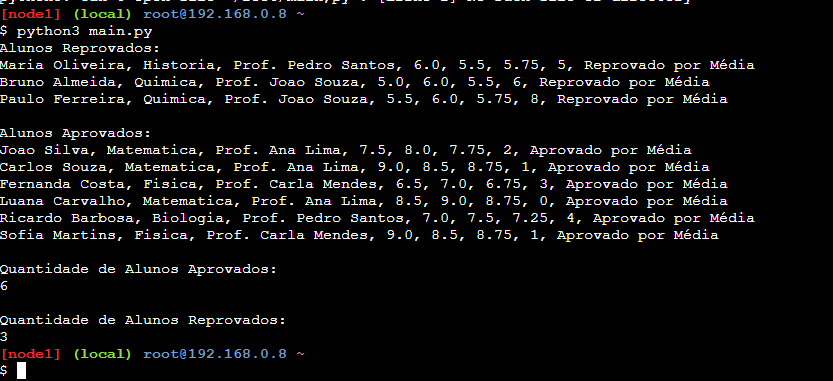 [node1] (local) root@192.168.0.8 ~
$ python3 main.py
Alunos Reprovados:
Maria Oliveira, Historia, Prof. Pedro Santos, 6.0, 5.5, 5.75, 5, Reprovado por Média
Bruno Almeida, Quimica, Prof. Joao Souza, 5.0, 6.0, 5.5, 6, Reprovado por Média
Paulo Ferreira, Quimica, Prof. Joao Souza, 5.5, 6.0, 5.75, 8, Reprovado por Média
Alunos Aprovados:
Joao Silva, Matematica, Prof. Ana Lima, 7.5, 8.0, 7.75, 2, Aprovado por Média
Carlos Souza, Matematica, Prof. Ana Lima, 9.0, 8.5, 8.75, 1, Aprovado por Média
Fernanda Costa, Fisica, Prof. Carla Mendes, 6.5, 7.0, 6.75, 3, Aprovado por Média
Luana Carvalho, Matematica, Prof. Ana Lima, 8.5, 9.0, 8.75, 0, Aprovado por Média
Ricardo Barbosa, Biologia, Prof. Pedro Santos, 7.0, 7.5, 7.25, 4, Aprovado por Média
Sofia Martins, Fisica, Prof. Carla Mendes, 9.0, 8.5, 8.75, 1, Aprovado por Média
Quantidade de Alunos Aprovados:
6
Quantidade de Alunos Reprovados:
3
[node1] (local) root@192.168.0.8 ~
$